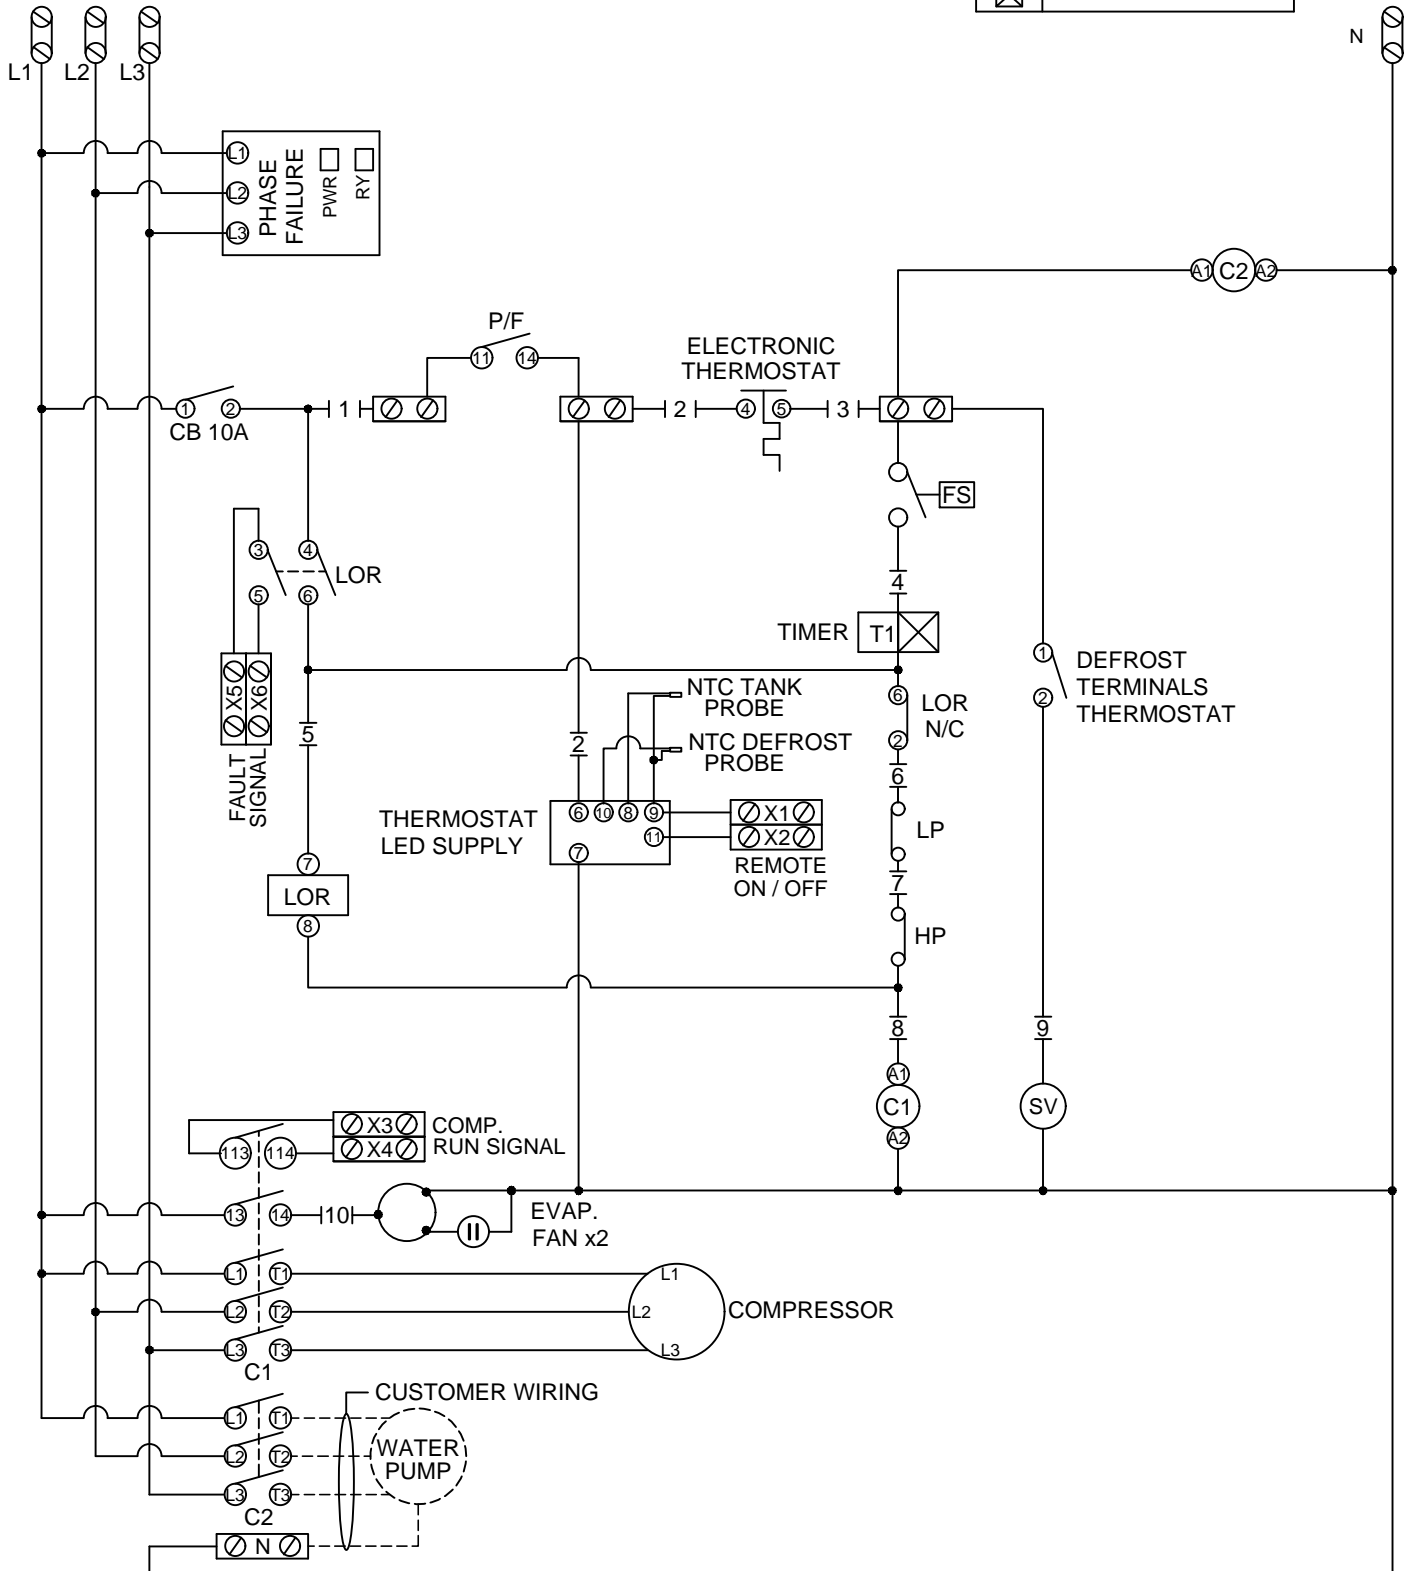 N
L1 L2 L3
L1
L2
L3
PHASE
FAILURE
PWR
RY
A1 C2 A2
P/F
11 14
ELECTRONIC
THERMOSTAT
1 2
CB 10A
1
2
4 5
3
FS
3 4
LOR
5 6
4
TIMER T1
X5
X6
FAULT
SIGNAL
5
2
NTC TANK
PROBE
NTC DEFROST
PROBE
6
LOR
N/C
2
1
2
DEFROST
TERMINALS
THERMOSTAT
6
THERMOSTAT
LED SUPPLY
6 10 8 9
11
7
X1
X2
REMOTE
ON / OFF
LP
7
HP
7
LOR
8
8
9
A1
C1
A2
SV
X3 COMP.
X4 RUN SIGNAL
113 114
13 14 10
EVAP.
FAN x2
L1 T1
L2 T2
L3 T3
C1
L1
L2
L3
COMPRESSOR
CUSTOMER WIRING
L1 T1
L2 T2
L3 T3
C2
WATER
PUMP
N